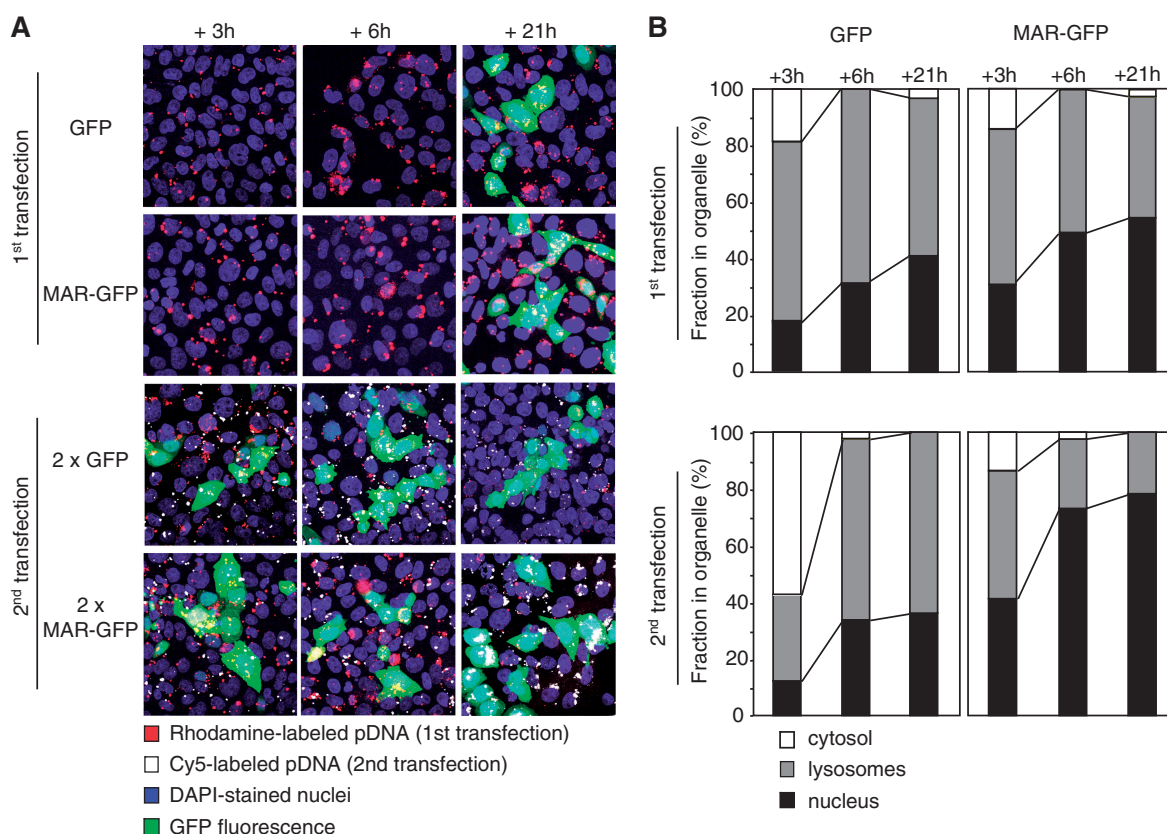 A
+ 3h
+ 6h
+ 21h
1st transfection
GFP
MAR-GFP
2nd transfection
2 x GFP
2 x
MAR-GFP
Rhodamine-labeled pDNA (1st transfection)
Cy5-labeled pDNA (2nd transfection)
DAPI-stained nuclei
GFP fluorescence
B
GFP
MAR-GFP
+3h
+6h
+21h
+3h
+6h
+21h
1st transfection
Fraction in organelle (%)
100
80
60
40
20
0
2nd transfection
Fraction in organelle (%)
100
80
60
40
20
0
cytosol
lysosomes
nucleus